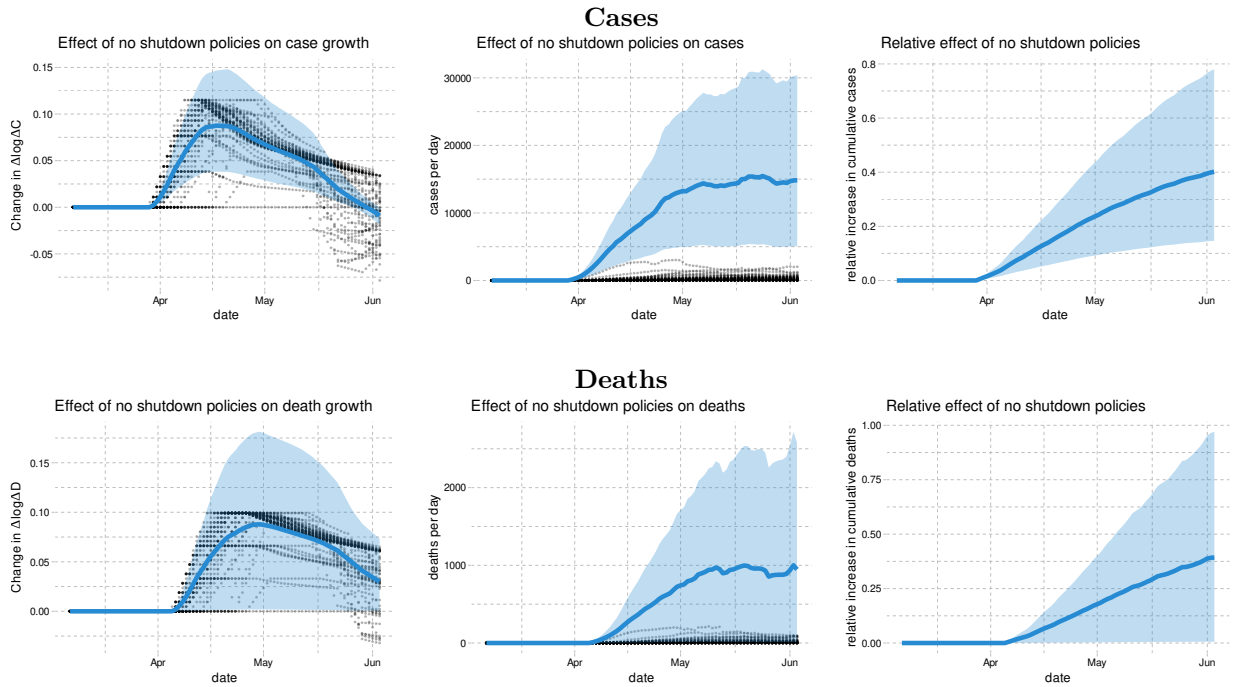 Cases
Effect of no shutdown policies on case growth
Effect of no shutdown policies on cases
Relative effect of no shutdown policies
Change in ΔlogΔC
0.15
0.10
0.05
0.00
-0.05
Apr
May
Jun
date
cases per day
30000
20000
10000
0
Apr
May
Jun
date
relative increase in cumulative cases
0.8
0.6
0.4
0.2
0.0
Apr
May
Jun
date
Deaths
Effect of no shutdown policies on death growth
Effect of no shutdown policies on deaths
Relative effect of no shutdown policies
Change in ΔlogΔD
0.15
0.10
0.05
0.00
Apr
May
Jun
date
deaths per day
2000
1000
0
Apr
May
Jun
date
relative increase in cumulative deaths
1.00
0.75
0.50
0.25
0.00
Apr
May
Jun
date